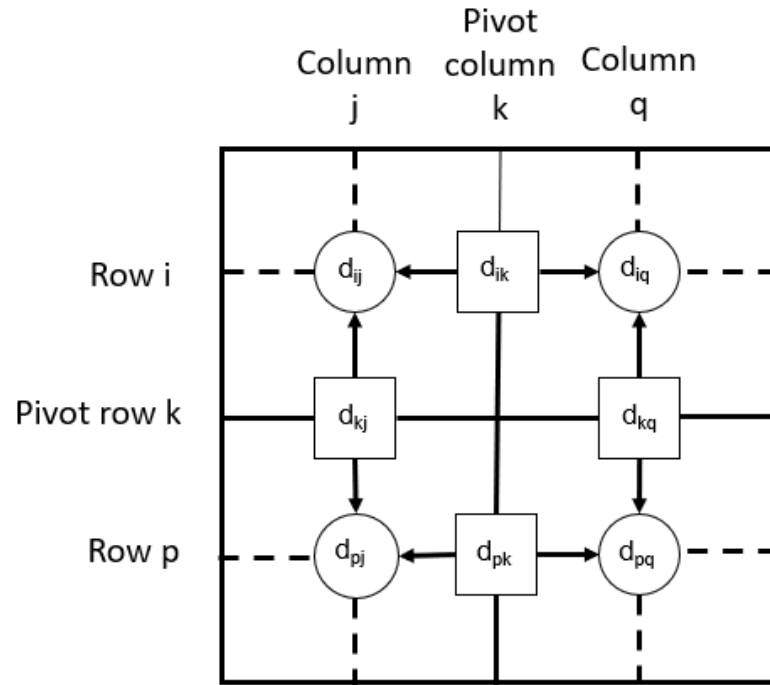 Pivot
Column column Column
j k q
Row i d_ij d_ik d_iq
Pivot row k d_kj d_kq
Row p d_pj d_pk d_pq